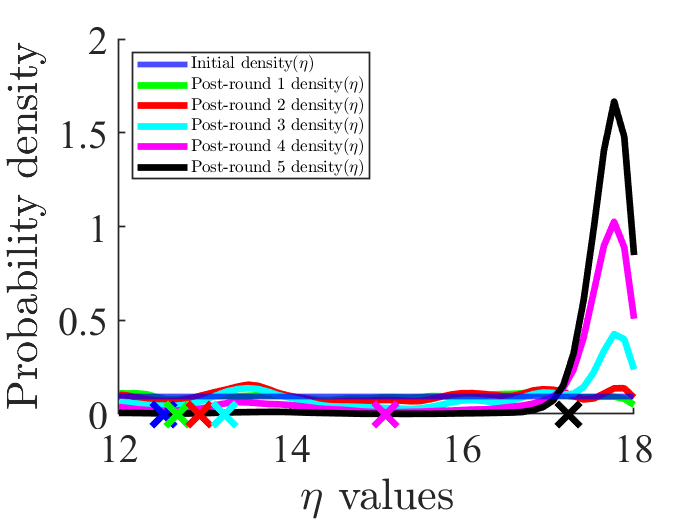 2
Initial density(η)
Post-round 1 density(η)
Post-round 2 density(η)
Post-round 3 density(η)
Post-round 4 density(η)
Post-round 5 density(η)
1.5
1
0.5
0
Probability density
12 14 16 18
η values